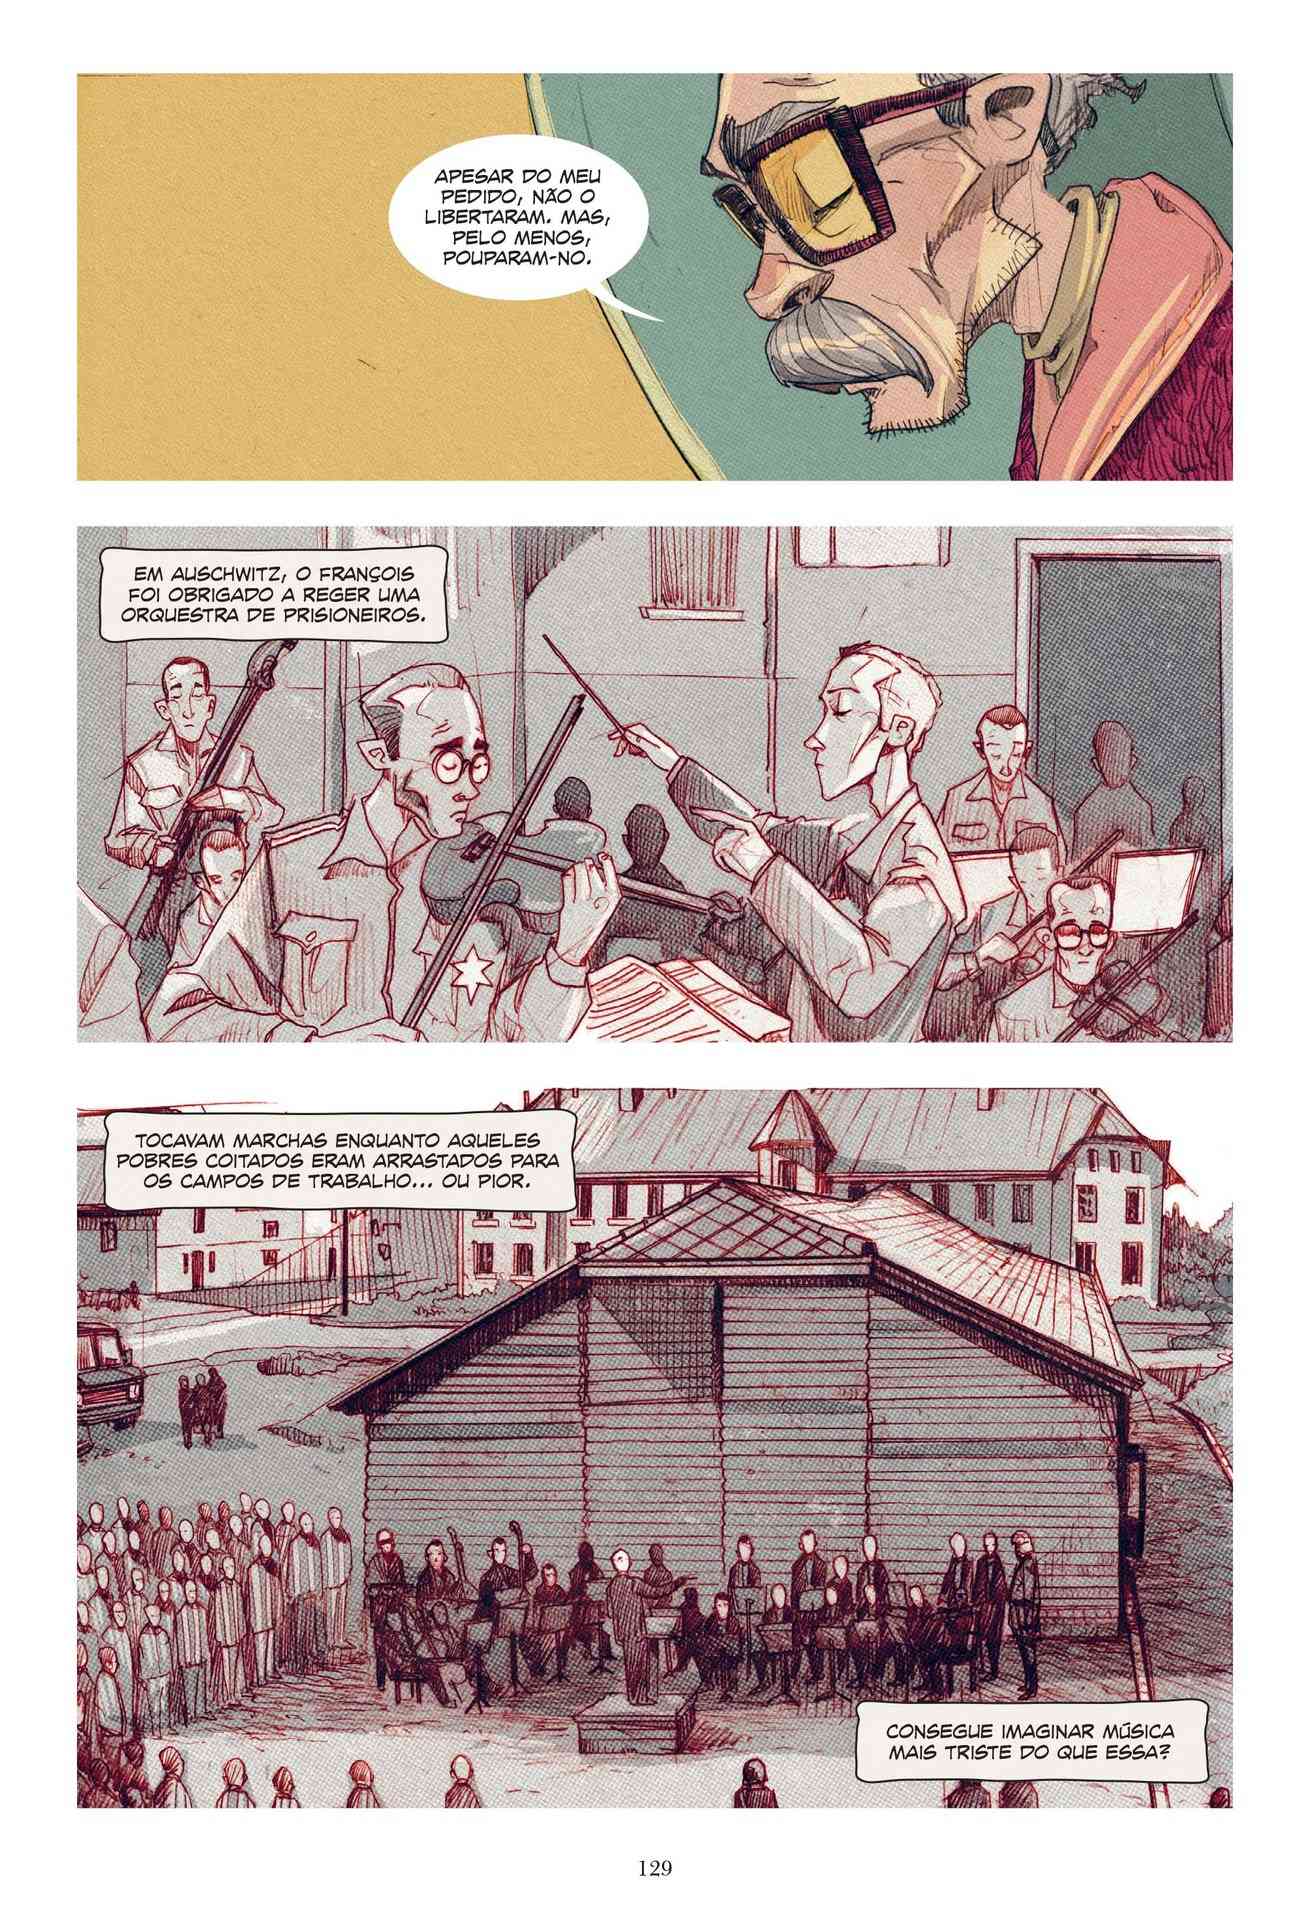 APESAR DO MEU
PEDIDO, NÃO O
LIBERTARAM. MAS,
PELO MENOS,
POUPARAM-NO.
EM AUSCHWITZ, O FRANÇOIS
FOI OBRIGADO A REGER UMA
ORQUESTRA DE PRISIONEIROS.
TOCAVAM MARCHAS ENQUANTO AQUELES
POBRES COITADOS ERAM ARRASTADOS PARA
OS CAMPOS DE TRABALHO... OU PIOR.
CONSEGUE IMAGINAR MÚSICA
MAIS TRISTE DO QUE ESSA?
129